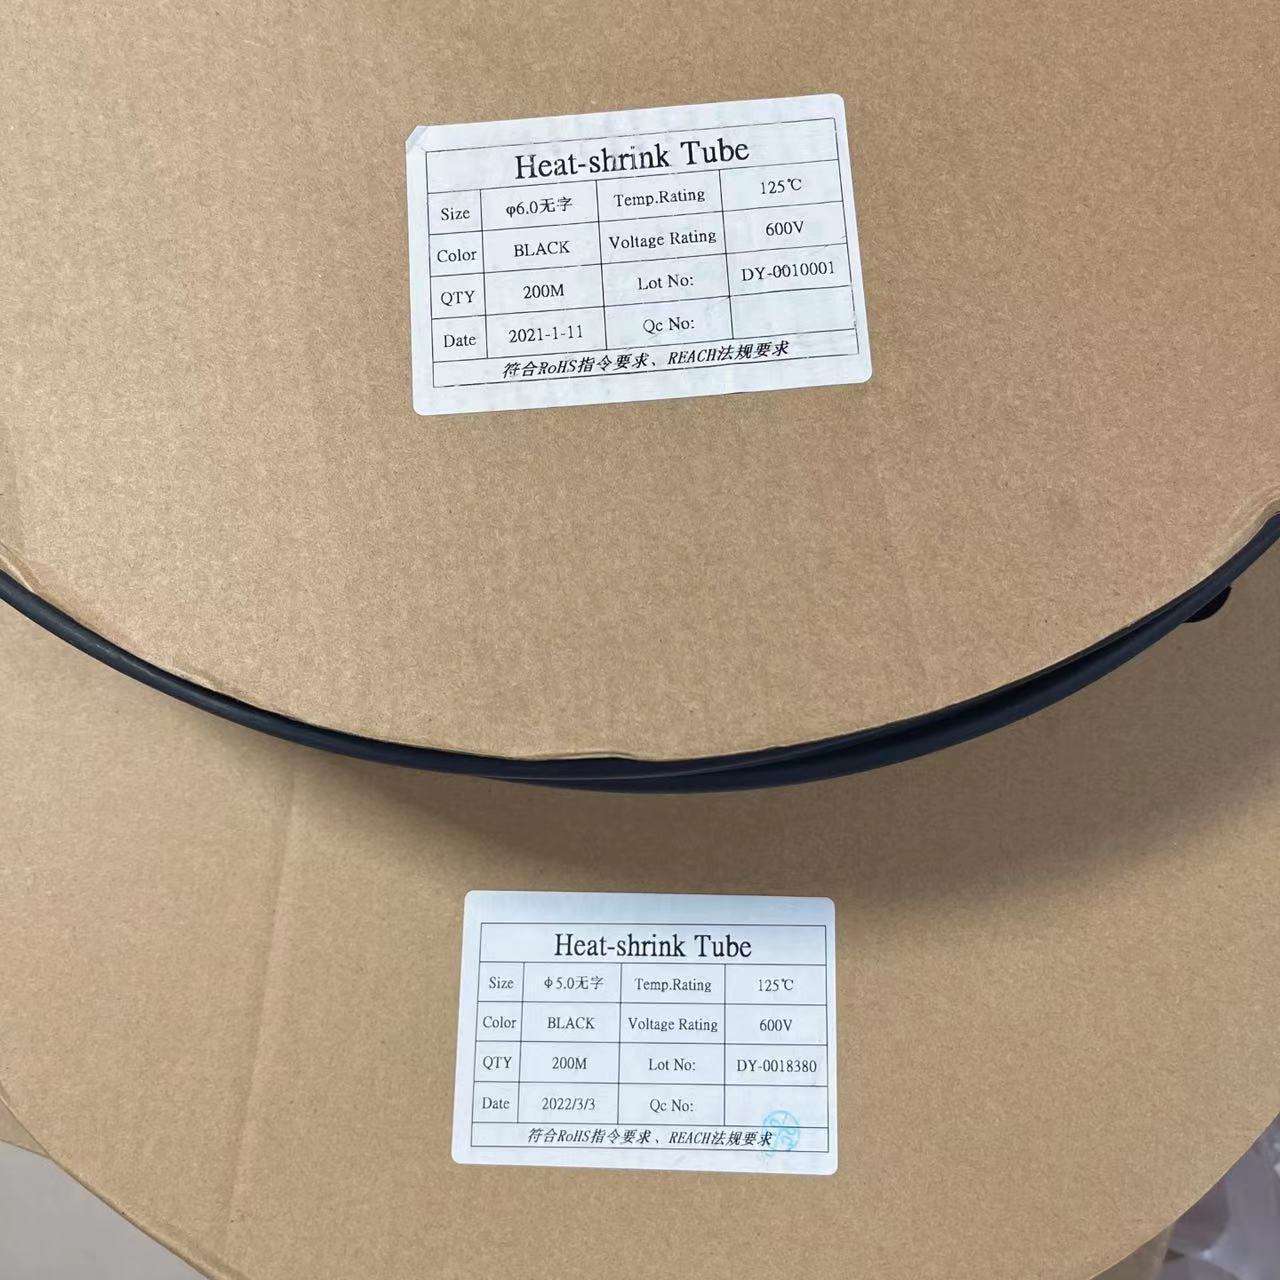 Heat-shrink Tube
Size φ6.0无字 Temp.Rating 125℃
Color BLACK Voltage Rating 600V
QTY 200M Lot No: DY-0010001
Date 2021-1-11 Qc No:
符合RoHS指令要求、REACH法规要求
Heat-shrink Tube
Size φ5.0无字 Temp.Rating 125℃
Color BLACK Voltage Rating 600V
QTY 200M Lot No: DY-0018380
Date 2022/3/3 Qc No:
符合RoHS指令要求、REACH法规要求